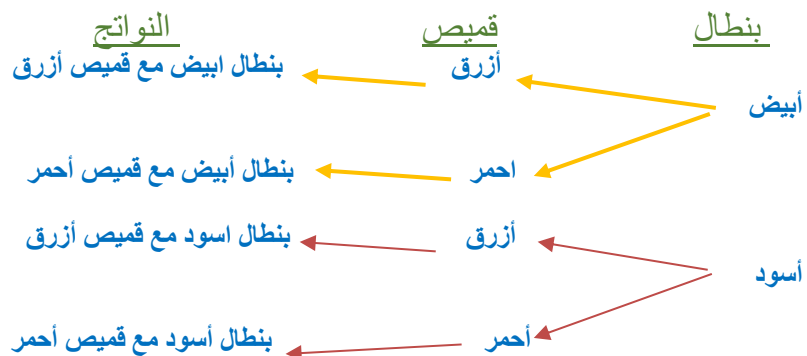 بنطال قميص النواتج
أزرق بنطال ابيض مع قميص أزرق
أبيض
احمر بنطال أبيض مع قميص أحمر
أزرق بنطال اسود مع قميص أزرق
أسود
أحمر بنطال أسود مع قميص أحمر